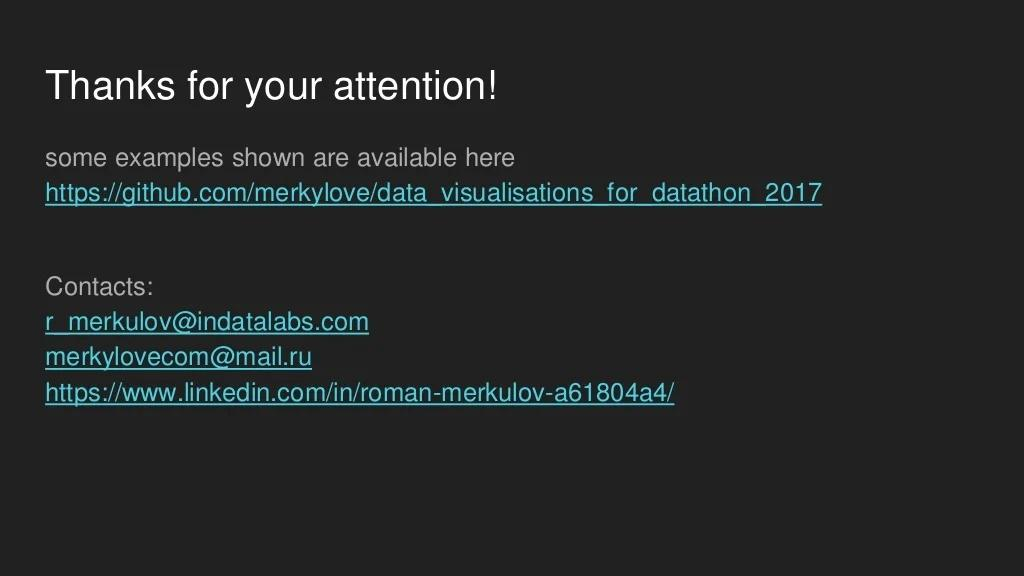 Thanks for your attention!
some examples shown are available here
https://github.com/merkylove/data_visualisations_for_datathon_2017
Contacts:
r_merkulov@indatalabs.com
merkylovecom@mail.ru
https://www.linkedin.com/in/roman-merkulov-a61804a4/